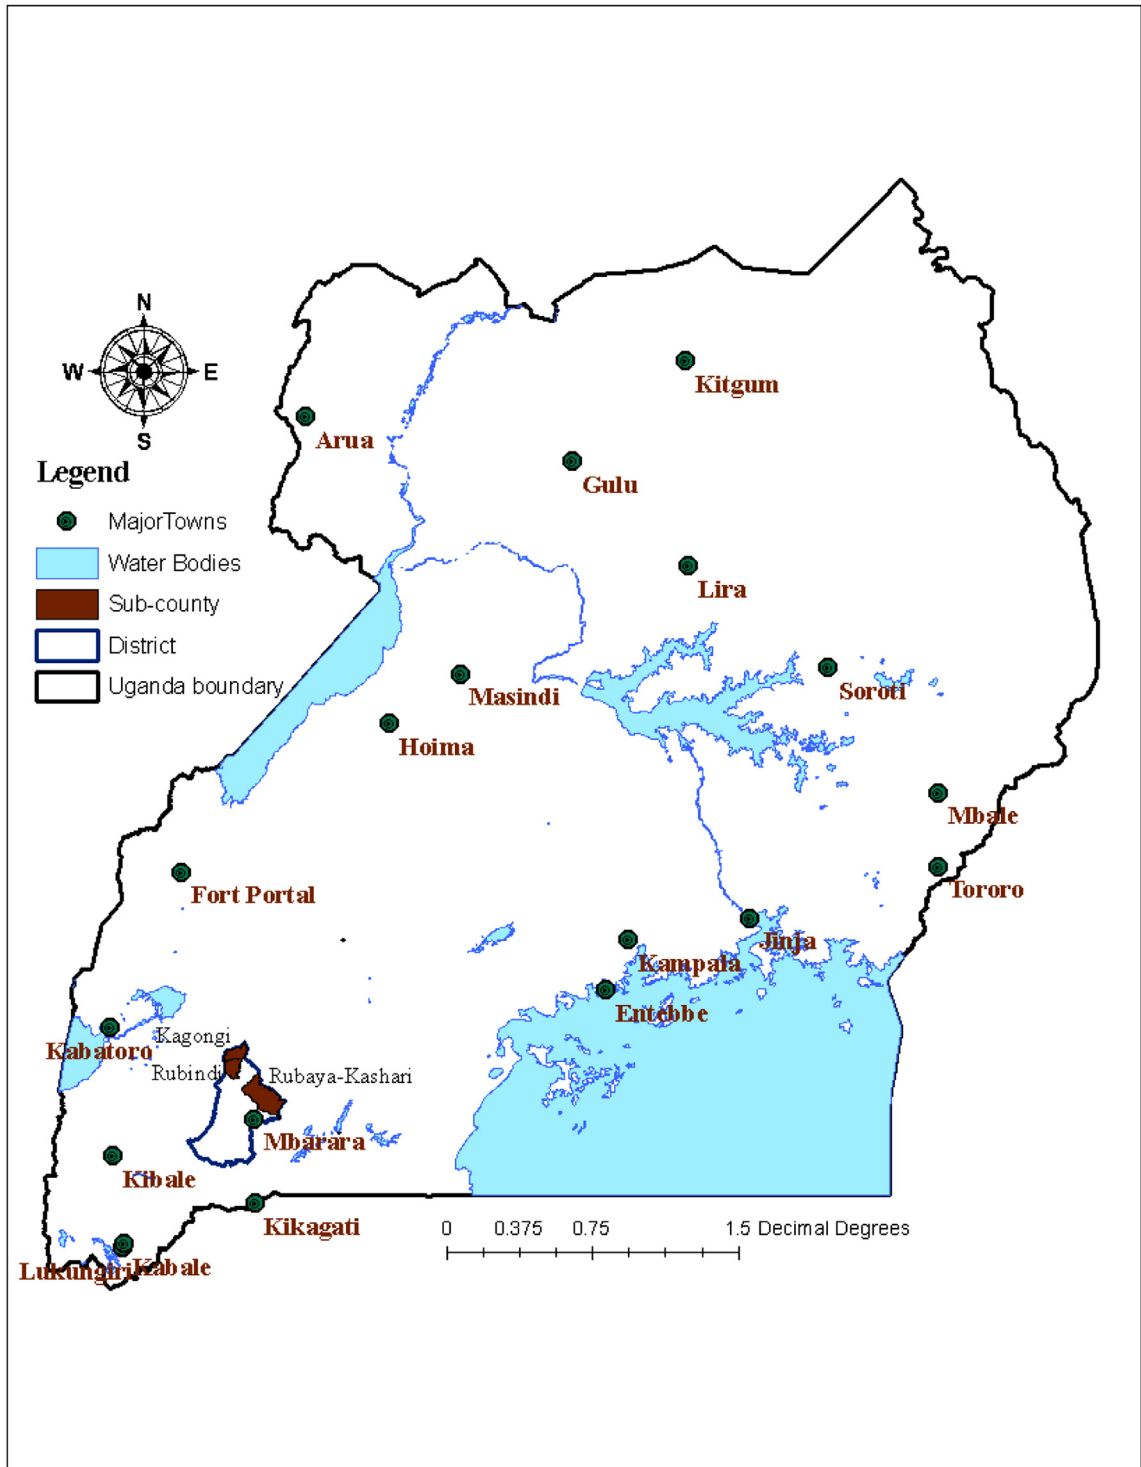 N
W
E
S
Legend
MajorTowns
Water Bodies
Sub-county
District
Uganda boundary
Kitgum
Arua
Gulu
Lira
Soroti
Masindi
Hoima
Mbale
Tororo
Fort Portal
Jinja
Kampala
Entebbe
Kabatoro
Kagongi
Rubindi
Rubaya-Kashari
Mbarara
Kibale
Kikagati
Lukungiri
Kabale
0 0.375 0.75 1.5 Decimal Degrees